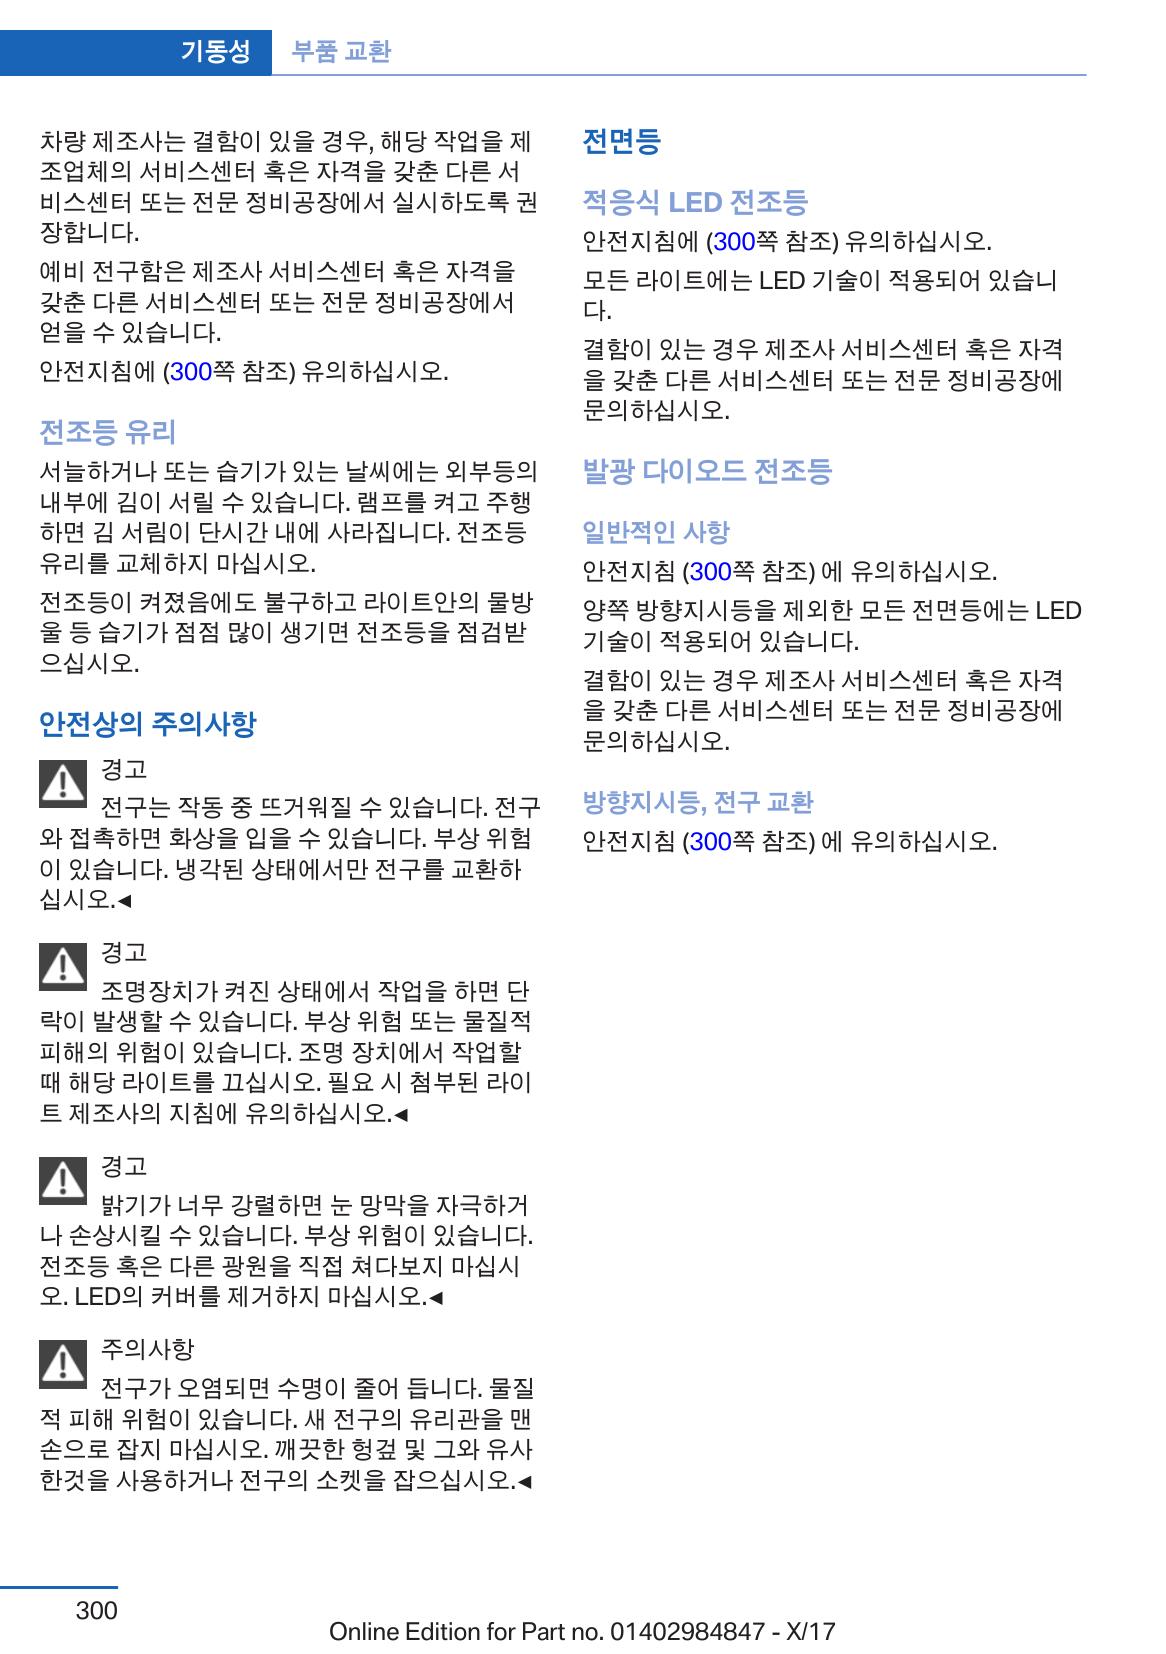 기동성 부품 교환
차량 제조사는 결함이 있을 경우, 해당 작업을 제
조업체의 서비스센터 혹은 자격을 갖춘 다른 서
비스센터 또는 전문 정비공장에서 실시하도록 권
장합니다.
예비 전구함은 제조사 서비스센터 혹은 자격을
갖춘 다른 서비스센터 또는 전문 정비공장에서
얻을 수 있습니다.
안전지침에 (300쪽 참조) 유의하십시오.
전조등 유리
서늘하거나 또는 습기가 있는 날씨에는 외부등의
내부에 김이 서릴 수 있습니다. 램프를 켜고 주행
하면 김 서림이 단시간 내에 사라집니다. 전조등
유리를 교체하지 마십시오.
전조등이 켜졌음에도 불구하고 라이트안의 물방
울 등 습기가 점점 많이 생기면 전조등을 점검받
으십시오.
안전상의 주의사항
경고
전구는 작동 중 뜨거워질 수 있습니다. 전구
와 접촉하면 화상을 입을 수 있습니다. 부상 위험
이 있습니다. 냉각된 상태에서만 전구를 교환하
십시오.◄
경고
조명장치가 켜진 상태에서 작업을 하면 단
락이 발생할 수 있습니다. 부상 위험 또는 물질적
피해의 위험이 있습니다. 조명 장치에서 작업할
때 해당 라이트를 끄십시오. 필요 시 첨부된 라이
트 제조사의 지침에 유의하십시오.◄
경고
밝기가 너무 강렬하면 눈 망막을 자극하거
나 손상시킬 수 있습니다. 부상 위험이 있습니다.
전조등 혹은 다른 광원을 직접 쳐다보지 마십시
오. LED의 커버를 제거하지 마십시오.◄
주의사항
전구가 오염되면 수명이 줄어 듭니다. 물질
적 피해 위험이 있습니다. 새 전구의 유리관을 맨
손으로 잡지 마십시오. 깨끗한 헝겊 및 그와 유사
한것을 사용하거나 전구의 소켓을 잡으십시오.◄
전면등
적응식 LED 전조등
안전지침에 (300쪽 참조) 유의하십시오.
모든 라이트에는 LED 기술이 적용되어 있습니
다.
결함이 있는 경우 제조사 서비스센터 혹은 자격
을 갖춘 다른 서비스센터 또는 전문 정비공장에
문의하십시오.
발광 다이오드 전조등
일반적인 사항
안전지침 (300쪽 참조) 에 유의하십시오.
양쪽 방향지시등을 제외한 모든 전면등에는 LED
기술이 적용되어 있습니다.
결함이 있는 경우 제조사 서비스센터 혹은 자격
을 갖춘 다른 서비스센터 또는 전문 정비공장에
문의하십시오.
방향지시등, 전구 교환
안전지침 (300쪽 참조) 에 유의하십시오.
300
Online Edition for Part no. 01402984847 - X/17